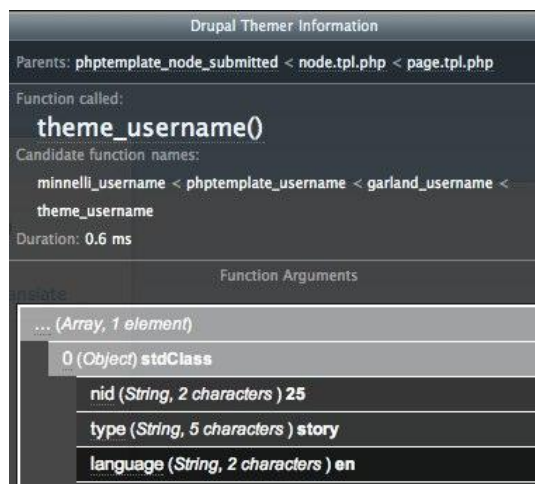 Drupal Themer Information
Parents: phptemplate_node_submitted < node.tpl.php < page.tpl.php
Function called:
theme_username()
Candidate function names:
minnelli_username < phptemplate_username < garland_username <
theme_username
Duration: 0.6 ms
Function Arguments
anslate
... (Array, 1 element)
0 (Object) stdClass
nid (String, 2 characters ) 25
type (String, 5 characters ) story
language (String, 2 characters ) en